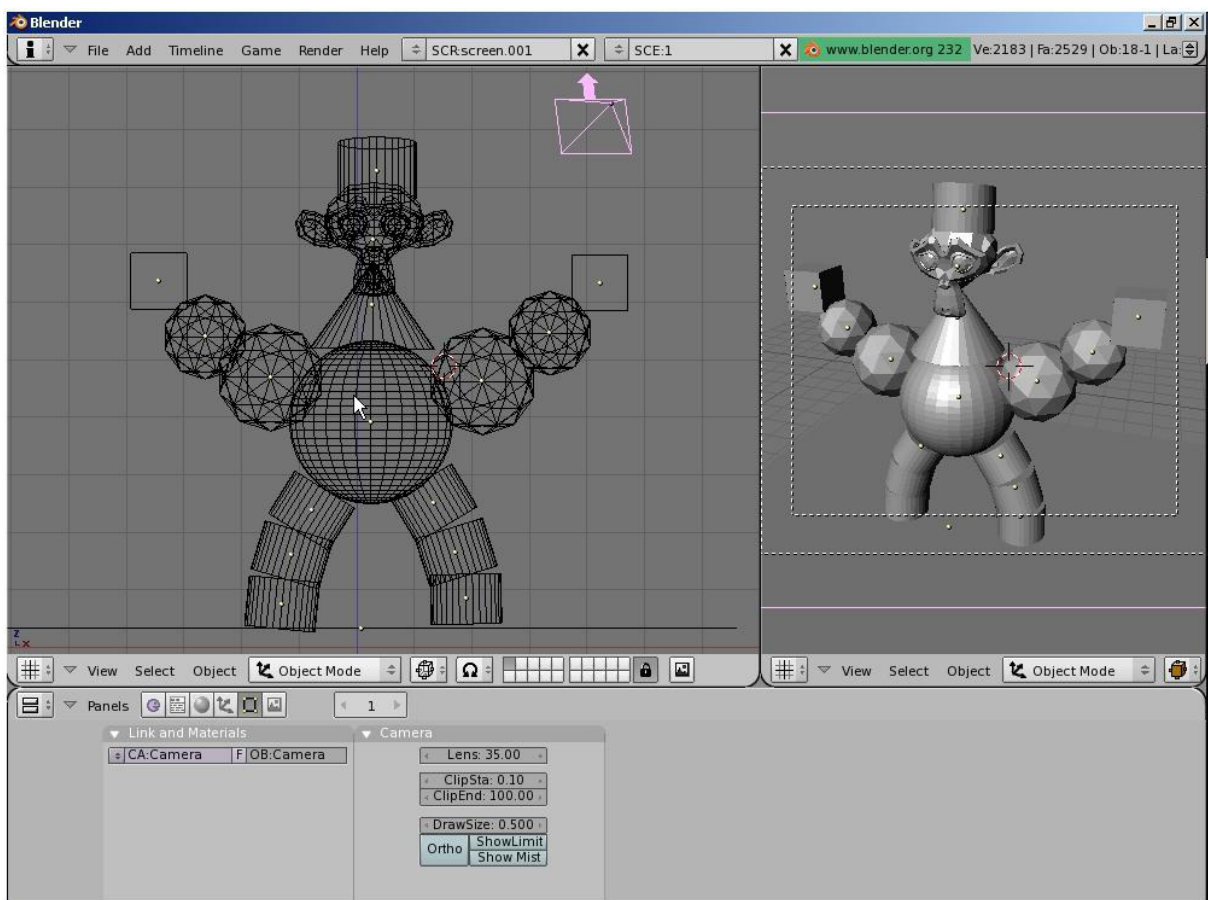 Blender
File Add Timeline Game Render Help SCR:screen.001 SCE:1 www.blender.org 232 Ve:2183 | Fa:2529 | Ob:18-1 | La:
z
x
View Select Object Object Mode
View Select Object Object Mode
Panels 1
Link and Materials
CA:Camera F OB:Camera
Camera
Lens: 35.00
ClipSta: 0.10
ClipEnd: 100.00
DrawSize: 0.500
Ortho ShowLimit
Show Mist